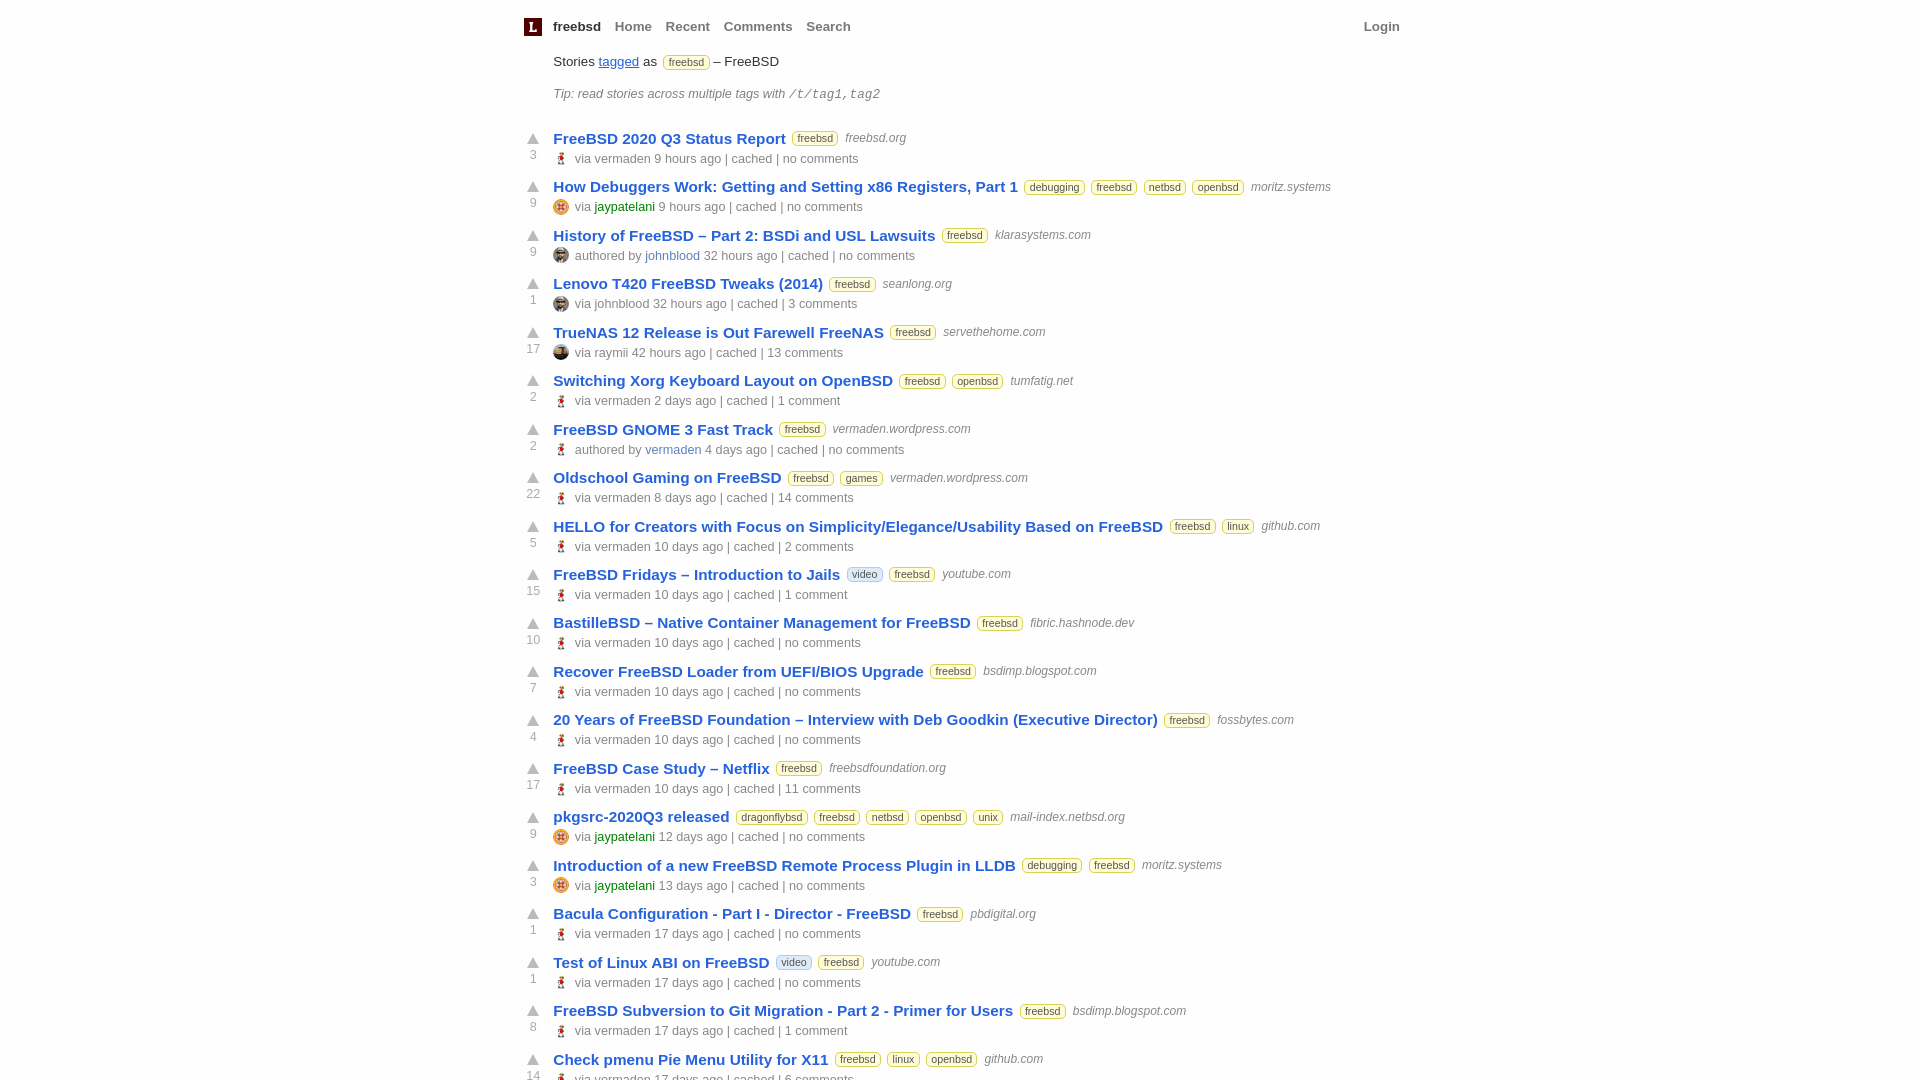 L freebsd Home Recent Comments Search Login
Stories tagged as freebsd – FreeBSD
Tip: read stories across multiple tags with /t/tag1,tag2
FreeBSD 2020 Q3 Status Report freebsd freebsd.org
3 via vermaden 9 hours ago | cached | no comments
How Debuggers Work: Getting and Setting x86 Registers, Part 1 debugging freebsd netbsd openbsd moritz.systems
9 via jaypatelani 9 hours ago | cached | no comments
History of FreeBSD – Part 2: BSDi and USL Lawsuits freebsd klarasystems.com
9 authored by johnblood 32 hours ago | cached | no comments
Lenovo T420 FreeBSD Tweaks (2014) freebsd seanlong.org
1 via johnblood 32 hours ago | cached | 3 comments
TrueNAS 12 Release is Out Farewell FreeNAS freebsd servethehome.com
17 via raymii 42 hours ago | cached | 13 comments
Switching Xorg Keyboard Layout on OpenBSD freebsd openbsd tumfatig.net
2 via vermaden 2 days ago | cached | 1 comment
FreeBSD GNOME 3 Fast Track freebsd vermaden.wordpress.com
2 authored by vermaden 4 days ago | cached | no comments
Oldschool Gaming on FreeBSD freebsd games vermaden.wordpress.com
22 via vermaden 8 days ago | cached | 14 comments
HELLO for Creators with Focus on Simplicity/Elegance/Usability Based on FreeBSD freebsd linux github.com
5 via vermaden 10 days ago | cached | 2 comments
FreeBSD Fridays – Introduction to Jails video freebsd youtube.com
15 via vermaden 10 days ago | cached | 1 comment
BastilleBSD – Native Container Management for FreeBSD freebsd fibric.hashnode.dev
10 via vermaden 10 days ago | cached | no comments
Recover FreeBSD Loader from UEFI/BIOS Upgrade freebsd bsdimp.blogspot.com
7 via vermaden 10 days ago | cached | no comments
20 Years of FreeBSD Foundation – Interview with Deb Goodkin (Executive Director) freebsd fossbytes.com
4 via vermaden 10 days ago | cached | no comments
FreeBSD Case Study – Netflix freebsd freebsdfoundation.org
17 via vermaden 10 days ago | cached | 11 comments
pkgsrc-2020Q3 released dragonflybsd freebsd netbsd openbsd unix mail-index.netbsd.org
9 via jaypatelani 12 days ago | cached | no comments
Introduction of a new FreeBSD Remote Process Plugin in LLDB debugging freebsd moritz.systems
3 via jaypatelani 13 days ago | cached | no comments
Bacula Configuration - Part I - Director - FreeBSD freebsd pbdigital.org
1 via vermaden 17 days ago | cached | no comments
Test of Linux ABI on FreeBSD video freebsd youtube.com
1 via vermaden 17 days ago | cached | no comments
FreeBSD Subversion to Git Migration - Part 2 - Primer for Users freebsd bsdimp.blogspot.com
8 via vermaden 17 days ago | cached | 1 comment
Check pmenu Pie Menu Utility for X11 freebsd linux openbsd github.com
14 via vermaden 17 days ago | cached | 6 comments